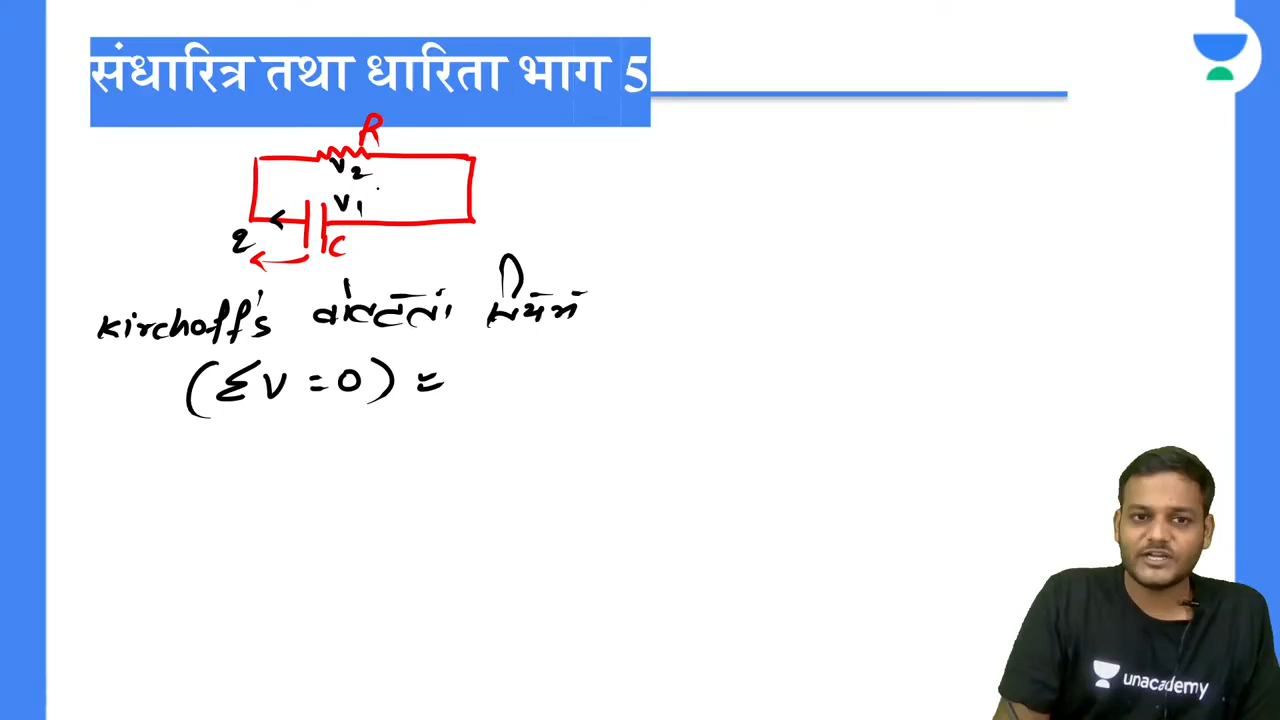 संधारित्र तथा धारिता भाग 5
R
V2
V1
C
Kirchoff's वोल्टता नियम
(ΣV = 0) =
unacademy